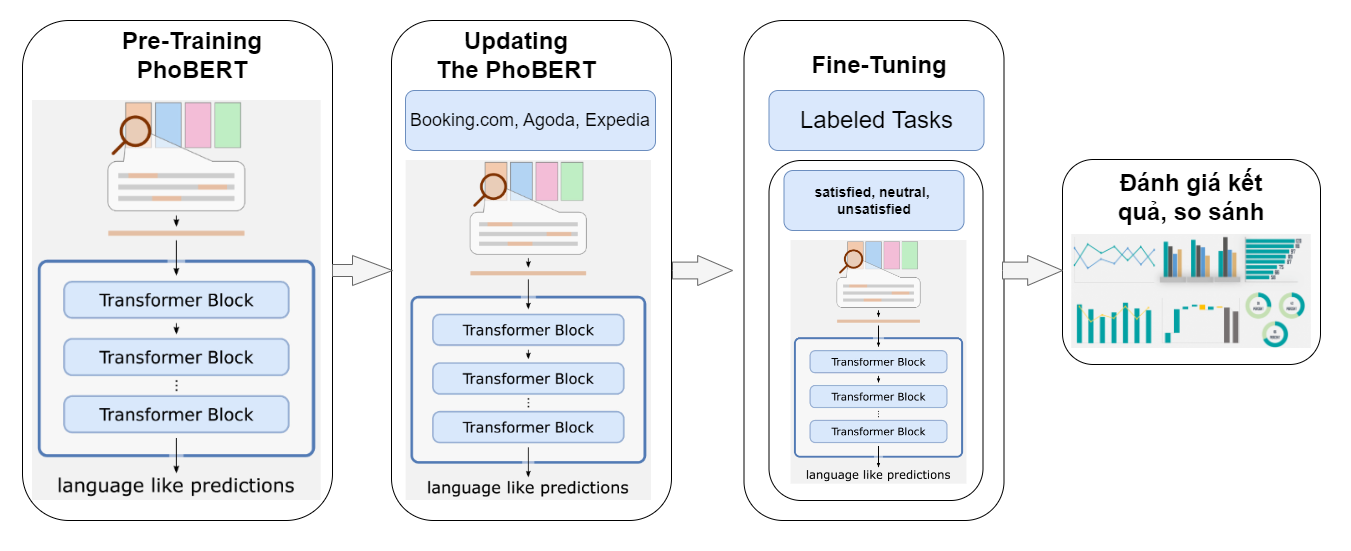 Pre-Training
PhoBERT
Transformer Block
Transformer Block
Transformer Block
language like predictions
Updating
The PhoBERT
Booking.com, Agoda, Expedia
Transformer Block
Transformer Block
Transformer Block
language like predictions
Fine-Tuning
Labeled Tasks
satisfied, neutral,
unsatisfied
Transformer Block
Transformer Block
Transformer Block
language like predictions
Đánh giá kết
quả, so sánh